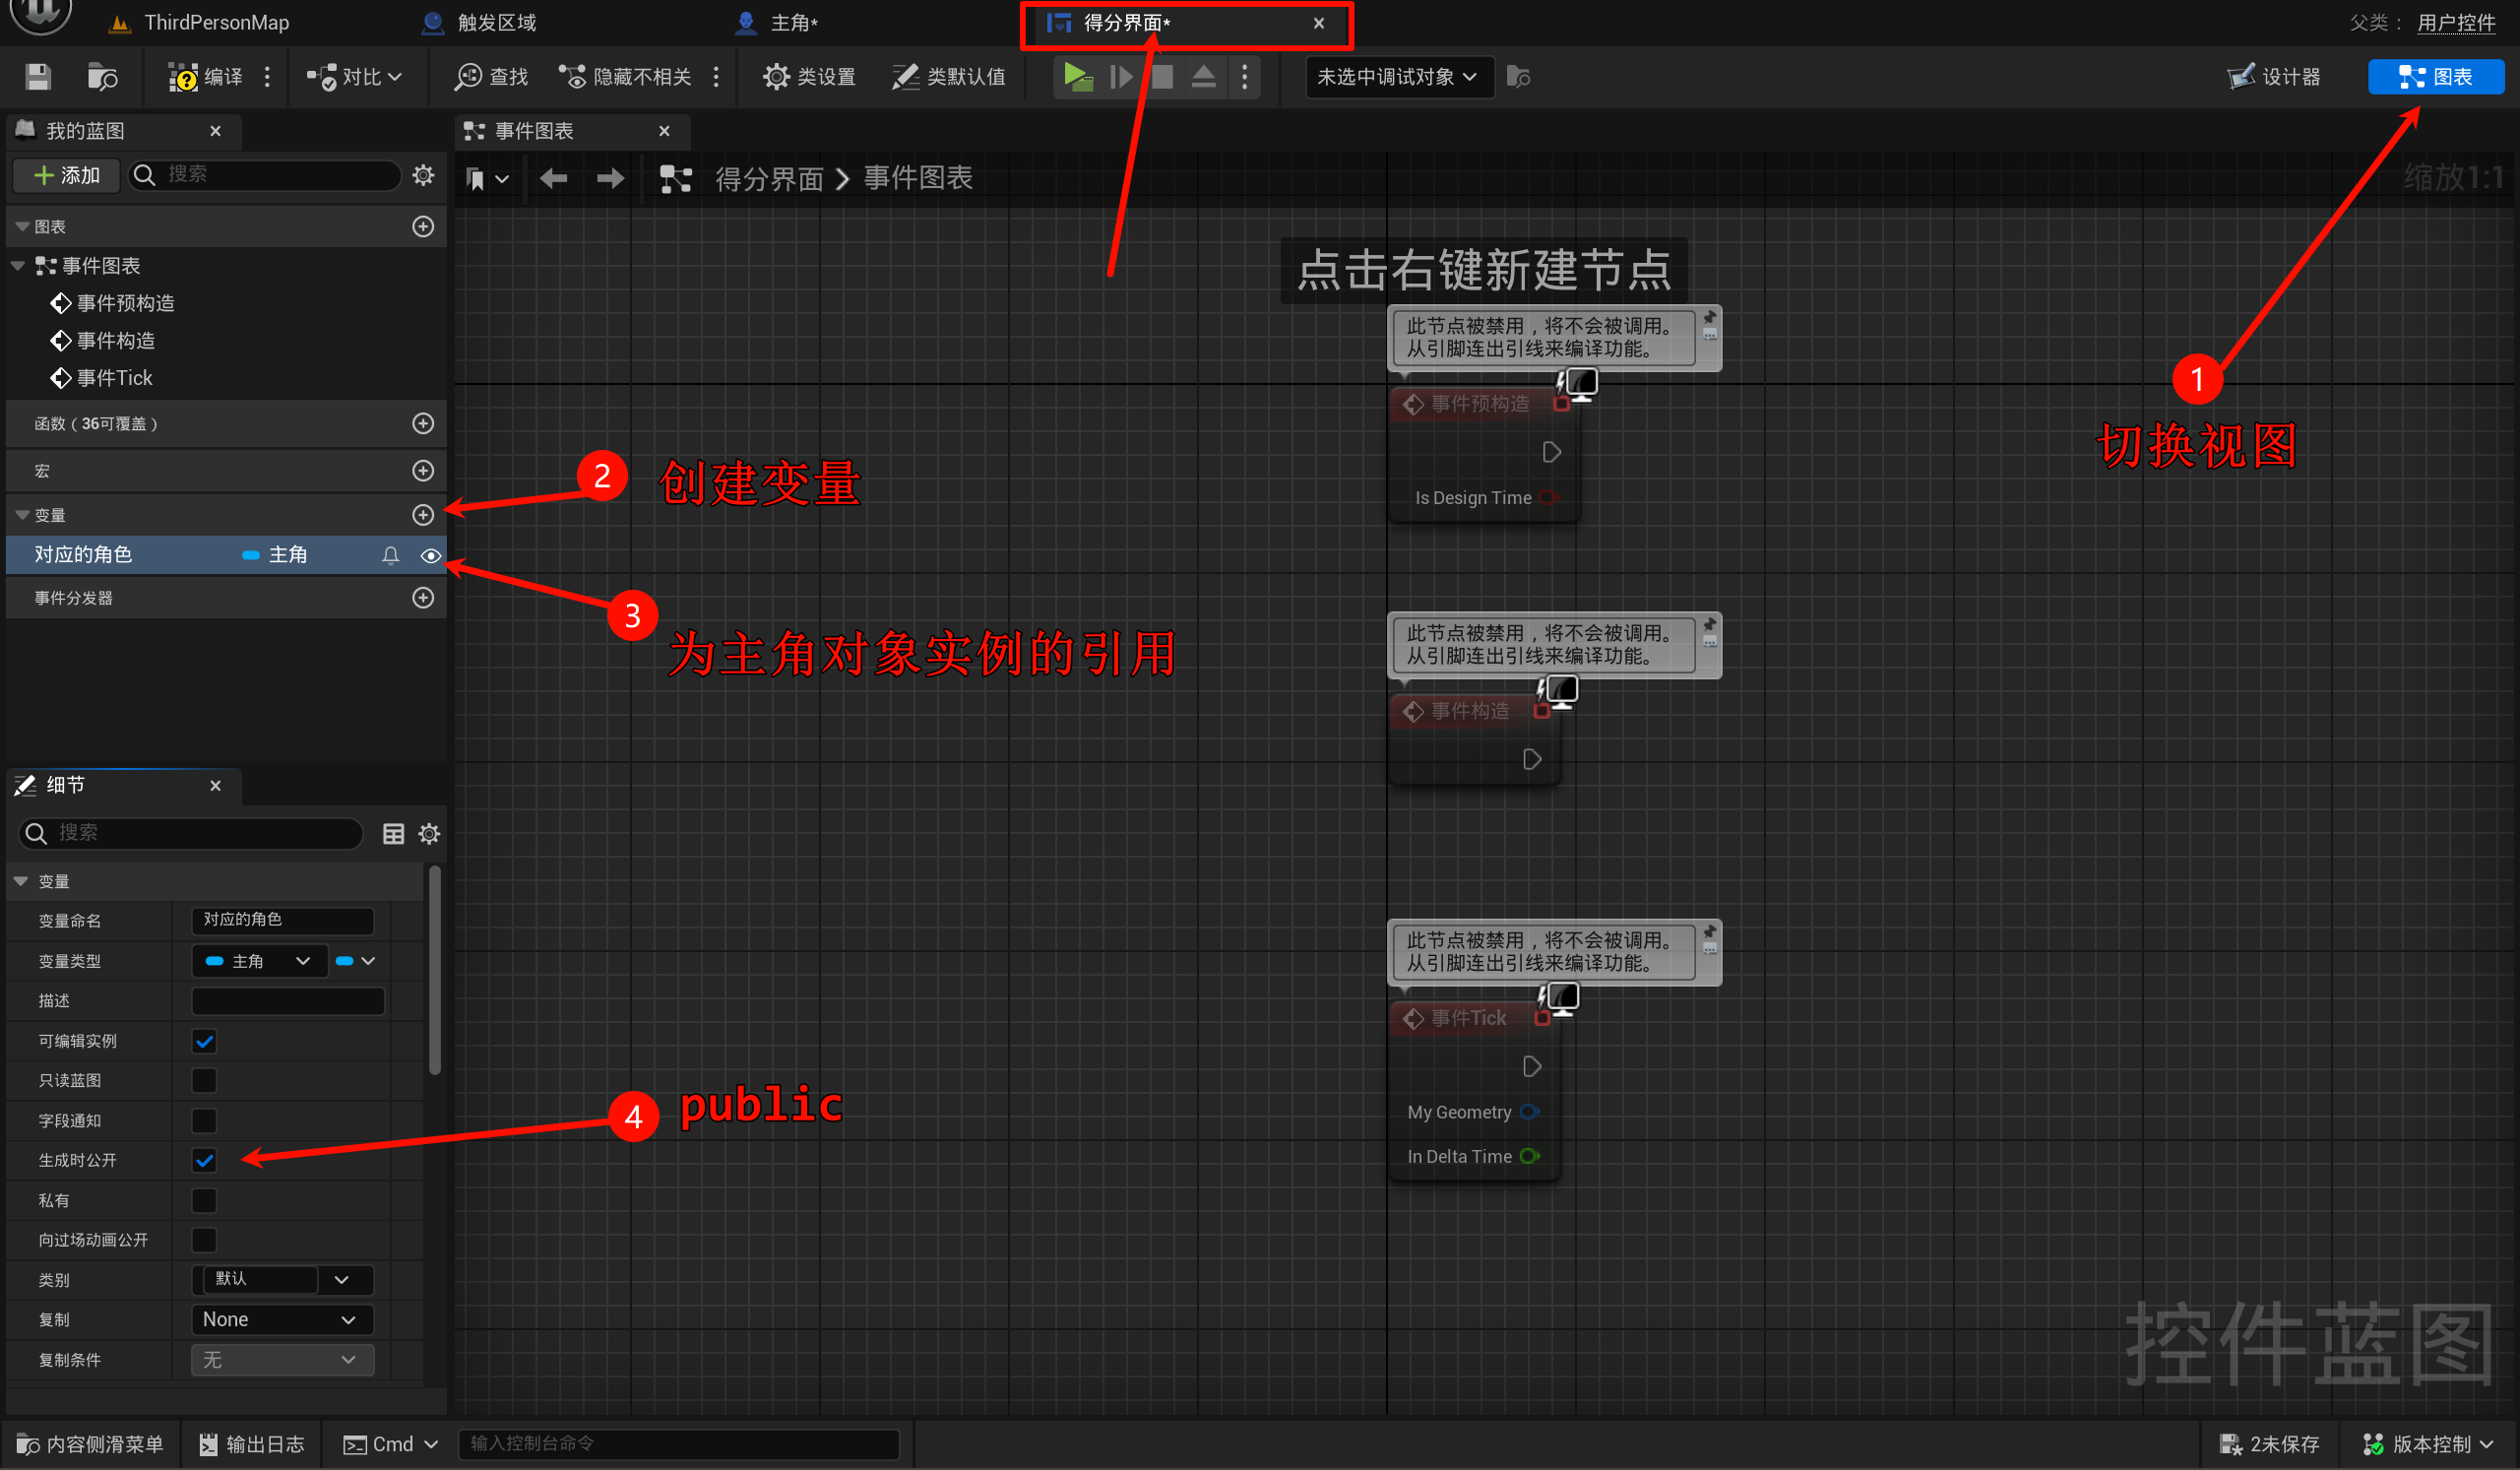 ThirdPersonMap
触发区域
主角*
得分界面*
父类：
用户控件
编译
对比
查找
隐藏不相关
类设置
类默认值
未选中调试对象
设计器
图表
我的蓝图
事件图表
添加
搜索
得分界面
事件图表
缩放1:1
图表
事件图表
事件预构造
事件构造
事件Tick
函数（36可覆盖）
宏
变量
对应的角色
主角
事件分发器
点击右键新建节点
此节点被禁用，将不会被调用。
从引脚连出引线来编译功能。
事件预构造
Is Design Time
1
切换视图
2
创建变量
3
为主角对象实例的引用
此节点被禁用，将不会被调用。
从引脚连出引线来编译功能。
事件构造
细节
搜索
变量
变量命名
对应的角色
变量类型
主角
描述
可编辑实例
只读蓝图
字段通知
生成时公开
私有
向过场动画公开
类别
默认
复制
None
复制条件
无
4
public
此节点被禁用，将不会被调用。
从引脚连出引线来编译功能。
事件Tick
My Geometry
In Delta Time
控件蓝图
内容侧滑菜单
输出日志
Cmd
输入控制台命令
2未保存
版本控制